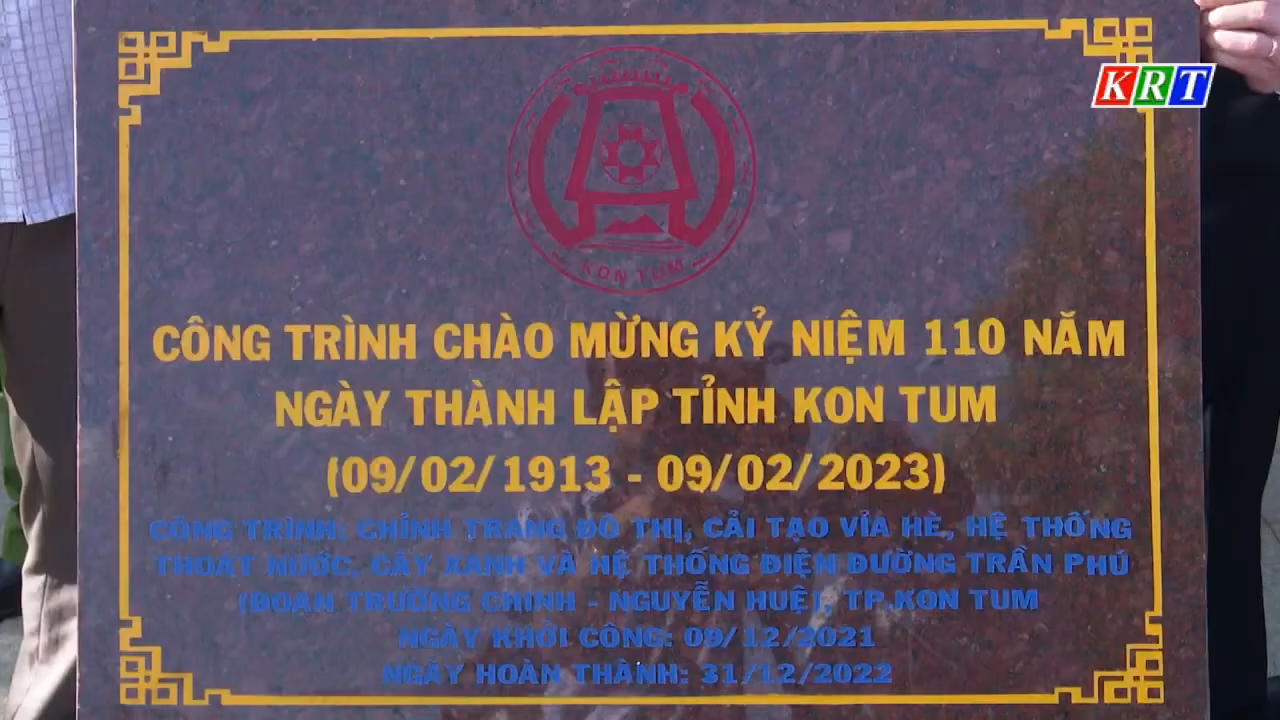 KRT
KON TUM
CÔNG TRÌNH CHÀO MỪNG KỶ NIỆM 110 NĂM
NGÀY THÀNH LẬP TỈNH KON TUM
(09/02/1913 - 09/02/2023)
CÔNG TRÌNH: CHỈNH TRANG ĐÔ THỊ, CẢI TẠO VỈA HÈ, HỆ THỐNG
THOÁT NƯỚC, CÂY XANH VÀ HỆ THỐNG ĐIỆN ĐƯỜNG TRẦN PHÚ
(ĐOẠN TRƯỜNG CHINH - NGUYỄN HUỆ), TP.KON TUM
NGÀY KHỞI CÔNG: 09/12/2021
NGÀY HOÀN THÀNH: 31/12/2022